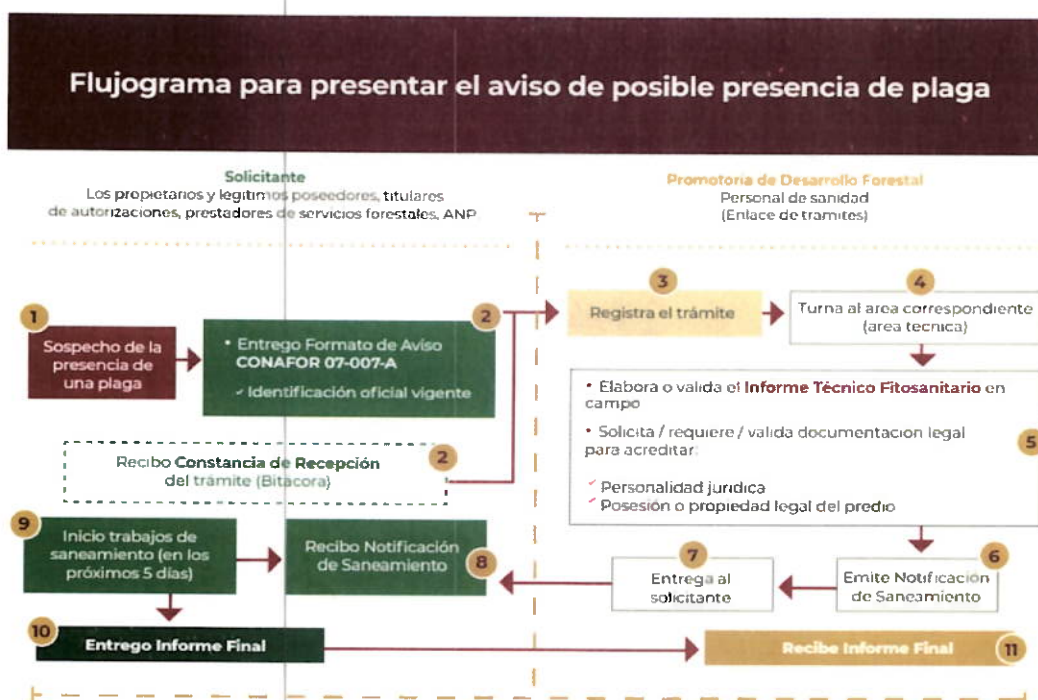 Flujograma para presentar el aviso de posible presencia de plaga
Solicitante
Los propietarios y legítimos poseedores, titulares
de autorizaciones, prestadores de servicios forestales, ANP
Promotoría de Desarrollo Forestal
Personal de sanidad
(Enlace de tramites)
1
Sospecho de la
presencia de
una plaga
2
• Entrego Formato de Aviso
CONAFOR 07-007-A
✓ Identificación oficial vigente
Recibo Constancia de Recepción
del trámite (Bitacora)
2
3
Registra el trámite
4
Turna al area correspondiente
(area tecnica)
• Elabora o valida el Informe Técnico Fitosanitario en
campo
• Solicita / requiere / valida documentacion legal
para acreditar:
✓ Personalidad juridica
✓ Posesión o propiedad legal del predio
5
6
Emite Notificación
de Saneamiento
7
Entrega al
solicitante
Recibo Notificación
de Saneamiento
8
9
Inicio trabajos de
saneamiento (en los
próximos 5 días)
10
Entrego Informe Final
Recibe Informe Final
11